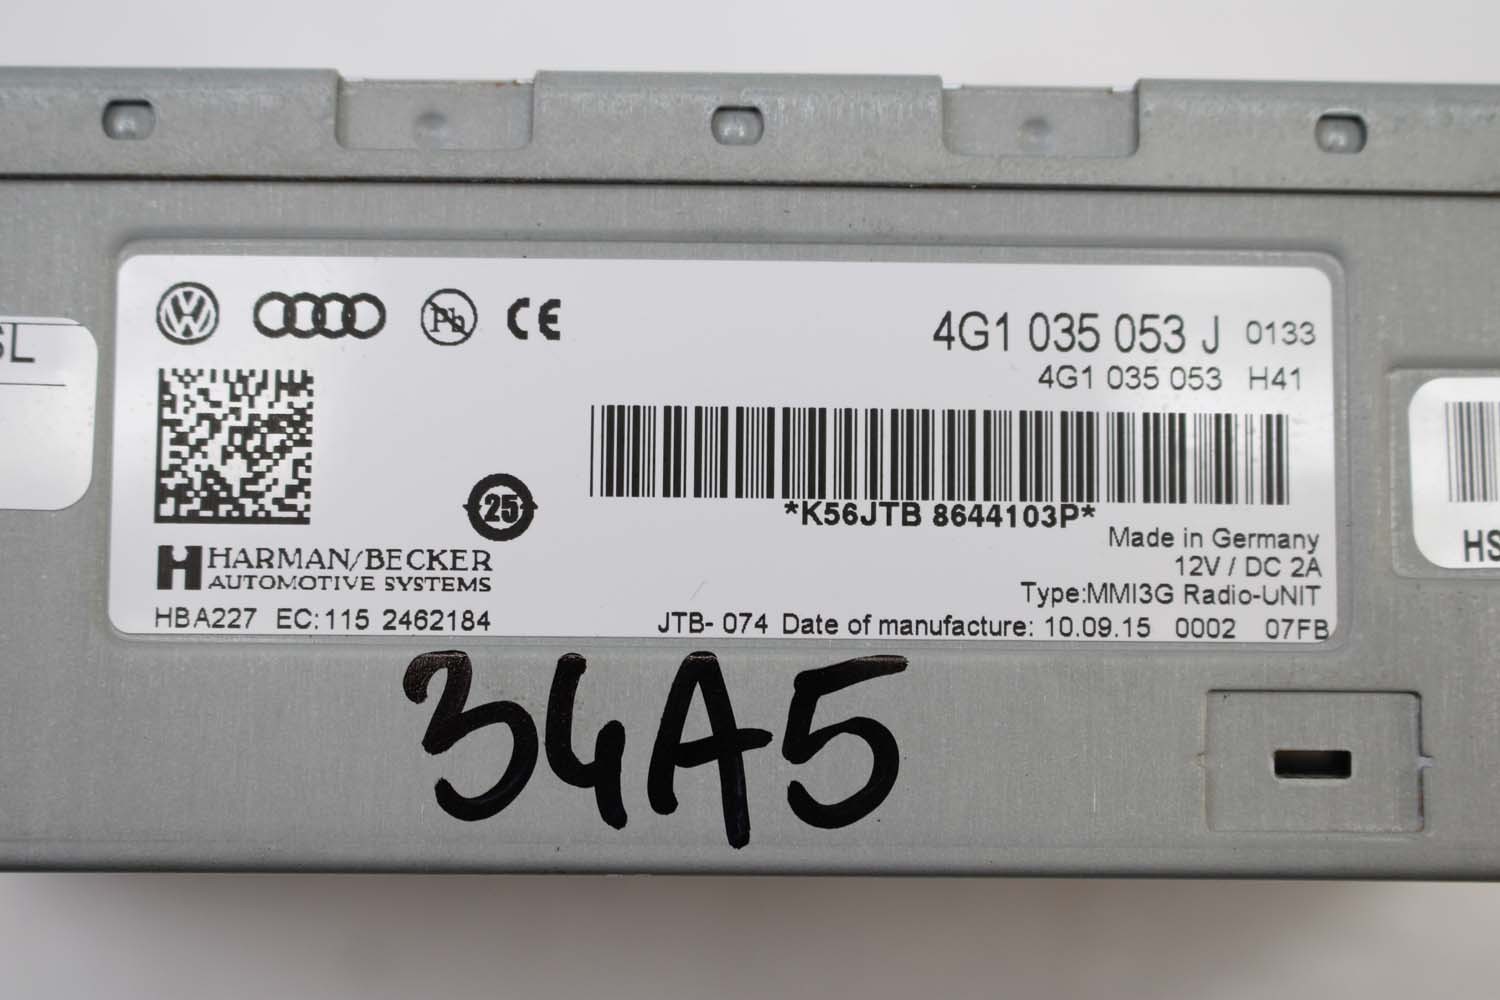 SL
Pb CE
4G1 035 053 J 0133
4G1 035 053 H41
25
*K56JTB 8644103P*
HARMAN/BECKER
AUTOMOTIVE SYSTEMS
Made in Germany
12V / DC 2A
Type:MMI3G Radio-UNIT
HBA227 EC:115 2462184
JTB- 074 Date of manufacture: 10.09.15 0002 07FB
HS
34A5